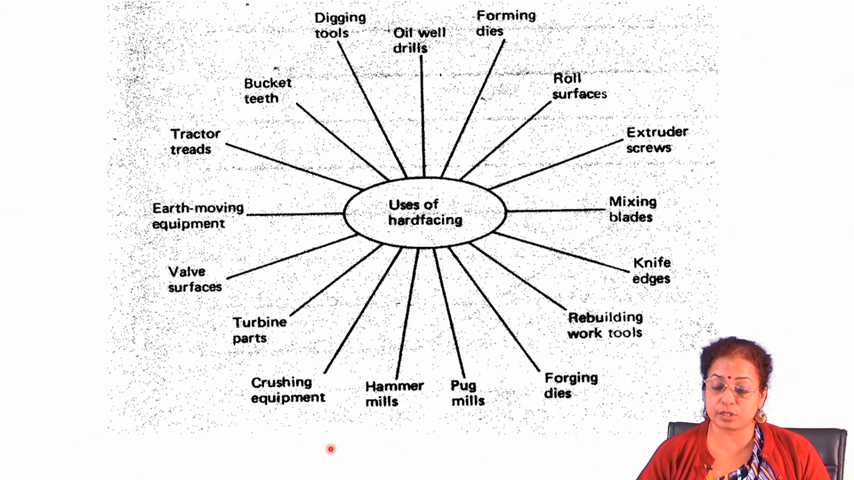 Digging
tools
Oil well
drills
Forming
dies
Roll
surfaces
Extruder
screws
Mixing
blades
Knife
edges
Rebuilding
work tools
Forging
dies
Pug
mills
Hammer
mills
Crushing
equipment
Turbine
parts
Valve
surfaces
Earth-moving
equipment
Tractor
treads
Bucket
teeth
Uses of
hardfacing